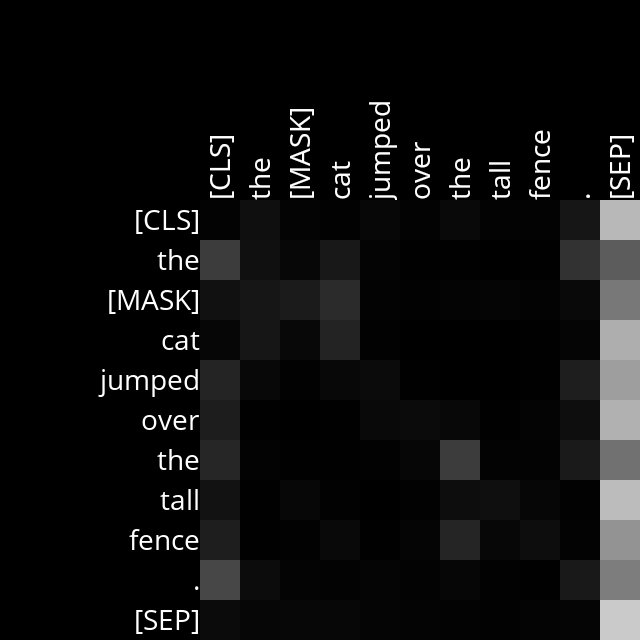 [CLS] the [MASK] cat jumped over the tall fence . [SEP]
[CLS]
the
[MASK]
cat
jumped
over
the
tall
fence
.
[SEP]